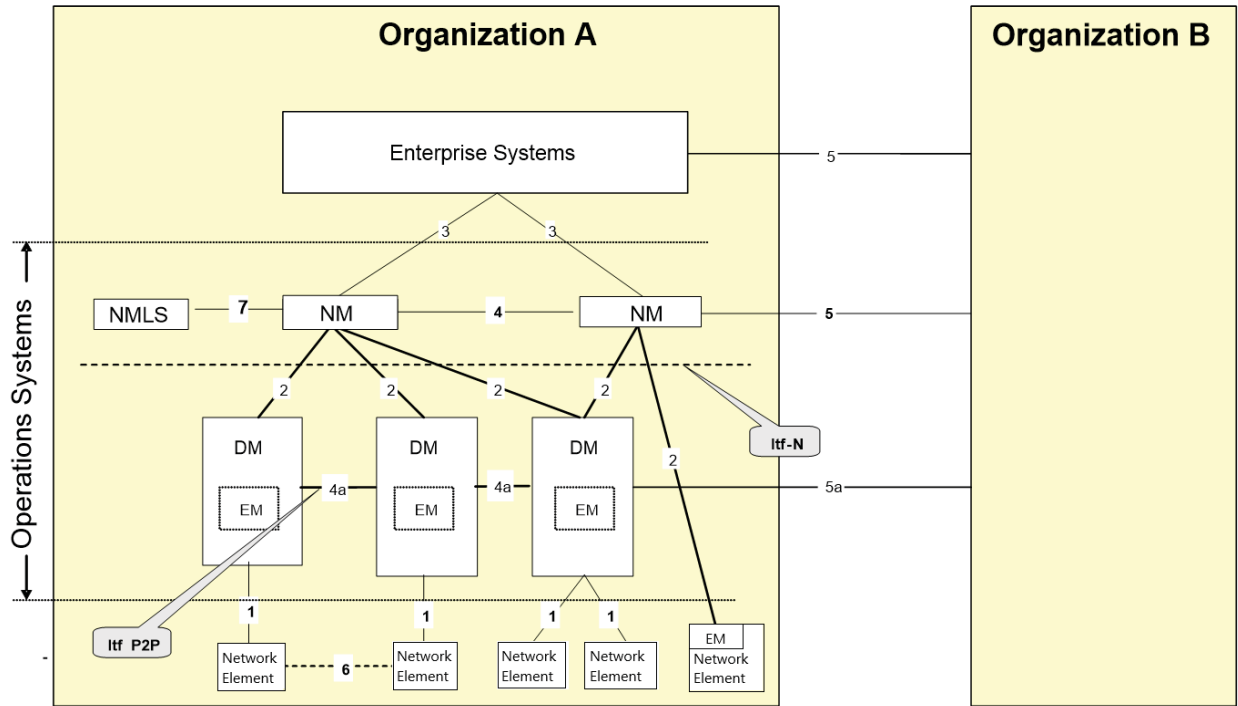 Organization A
Organization B
Enterprise Systems
5
3
3
Operations Systems
NMLS
7
NM
4
NM
5
2
2
2
2
Itf-N
DM
DM
DM
2
4a
4a
5a
EM
EM
EM
1
1
1
1
Itf P2P
EM
Network
Element
6
Network
Element
Network
Element
Network
Element
Network
Element
-